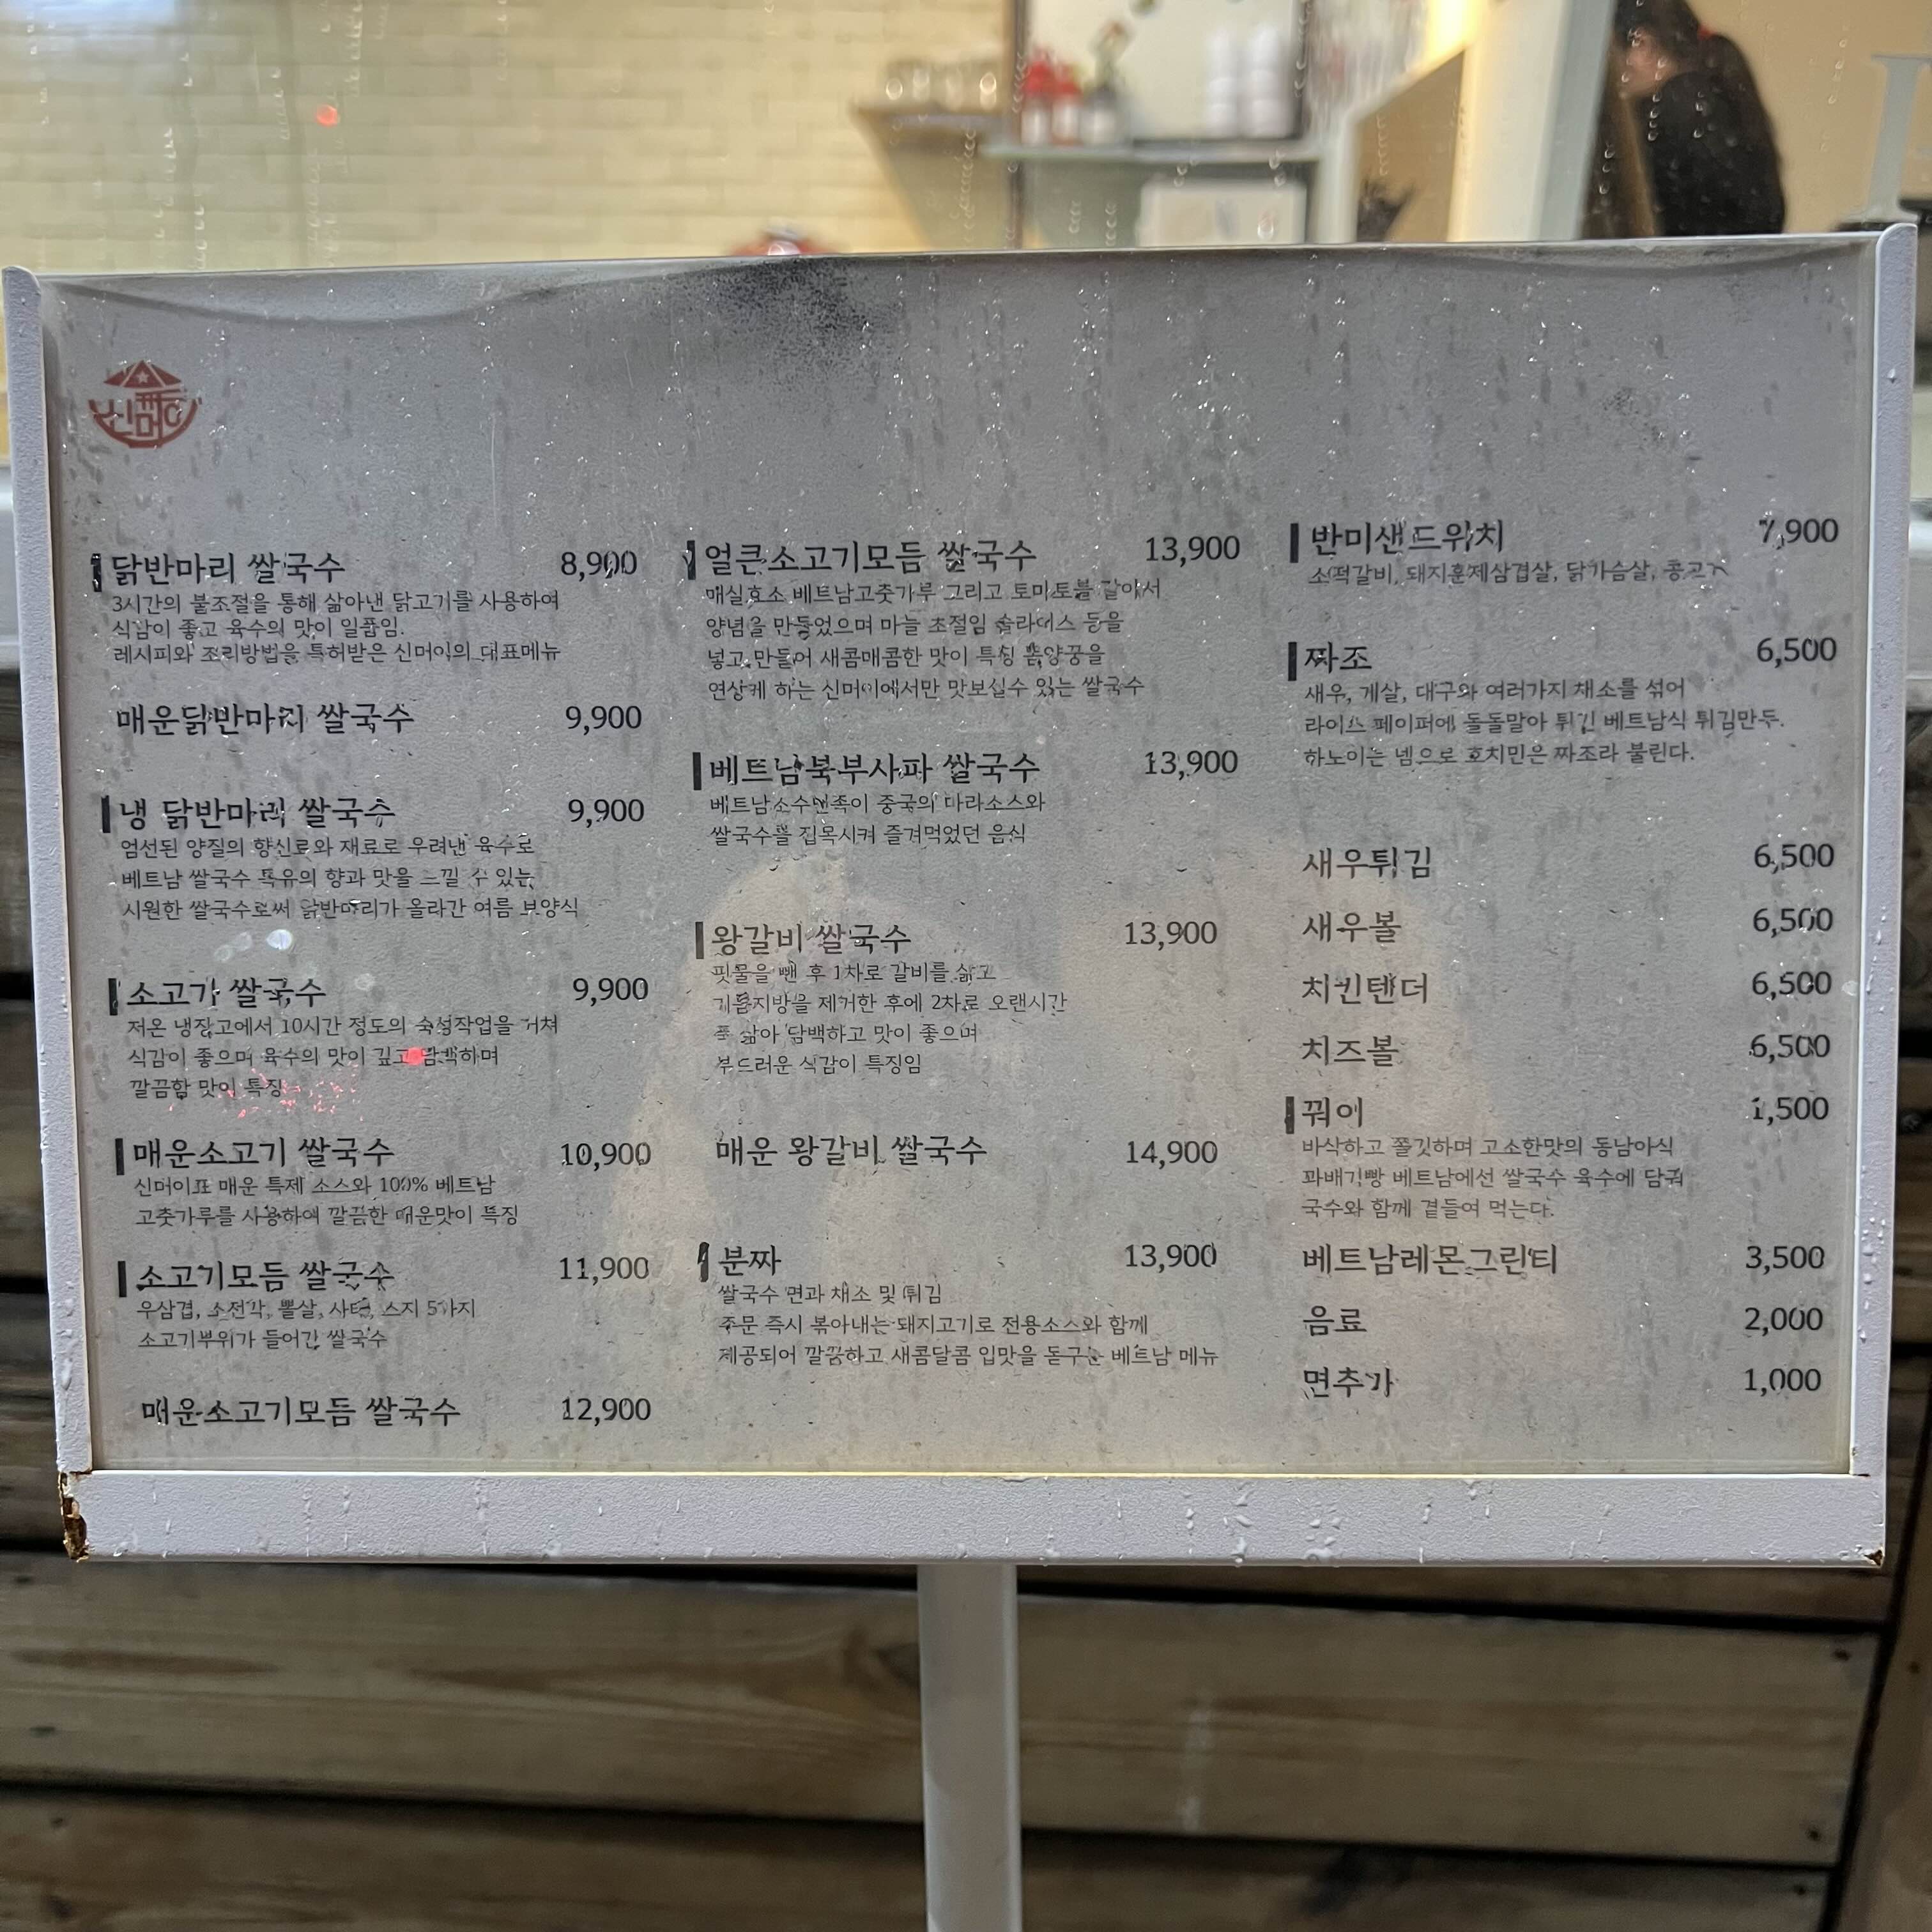 신머이
닭반마리 쌀국수 8,900
3시간의 불조절을 통해 삶아낸 닭고기를 사용하여
식감이 좋고 육수의 맛이 일품임.
레시피와 조리방법을 특허받은 신머이의 대표메뉴
매운닭반마리 쌀국수 9,900
냉 닭반마리 쌀국수 9,900
엄선된 양질의 향신료와 재료로 우려낸 육수로
베트남 쌀국수 특유의 향과 맛을 느낄 수 있는
시원한 쌀국수로써 닭반마리가 올라간 여름 보양식
소고기 쌀국수 9,900
저온 냉장고에서 10시간 정도의 숙성작업을 거쳐
식감이 좋으며 육수의 맛이 깊고 담백하며
깔끔함 맛이 특징
매운소고기 쌀국수 10,900
신머이표 매운 특제 소스와 100% 베트남
고춧가루를 사용하여 깔끔한 매운맛이 특징
소고기모듬 쌀국수 11,900
우삼겹, 소전각, 뽈살, 사태, 스지 5가지
소고기부위가 들어간 쌀국수
매운소고기모듬 쌀국수 12,900
얼큰소고기모듬 쌀국수 13,900
매실효소 베트남고춧가루 그리고 토마토를 갈아서
양념을 만들었으며 마늘 초절임 슬라이스 등을
넣고 만들어 새콤매콤한 맛이 특징 똠양꿍을
연상케 하는 신머이에서만 맛보실수 있는 쌀국수
베트남북부사파 쌀국수 13,900
베트남소수민족이 중국의 마라소스와
쌀국수를 접목시켜 즐겨먹었던 음식
왕갈비 쌀국수 13,900
핏물을 뺀 후 1차로 갈비를 삶고
기름지방을 제거한 후에 2차로 오랜시간
푹 삶아 담백하고 맛이 좋으며
부드러운 식감이 특징임
매운 왕갈비 쌀국수 14,900
분짜 13,900
쌀국수 면과 채소 및 튀김
주문 즉시 볶아내는 돼지고기로 전용소스와 함께
제공되어 깔끔하고 새콤달콤 입맛을 돋구는 베트남 메뉴
반미샌드위치 7,900
소떡갈비, 돼지훈제삼겹살, 닭가슴살, 콩고기
짜조 6,500
새우, 게살, 대구와 여러가지 채소를 섞어
라이스 페이퍼에 돌돌말아 튀긴 베트남식 튀김만두.
하노이는 넴으로 호치민은 짜조라 불린다.
새우튀김 6,500
새우볼 6,500
치킨텐더 6,500
치즈볼 6,500
꿔이 1,500
바삭하고 쫄깃하며 고소한맛의 동남아식
꽈배기빵 베트남에선 쌀국수 육수에 담궈
국수와 함께 곁들여 먹는다.
베트남레몬그린티 3,500
음료 2,000
면추가 1,000